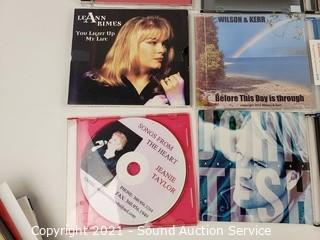 LEANN
RIMES
YOU LIGHT UP
MY LIFE
WILSON & KERR
Before This Day is through
SONGS FROM
THE HEART
JEANIE
TAYLOR
JOHN
TESH
Copyright 2021 - Sound Auction Service